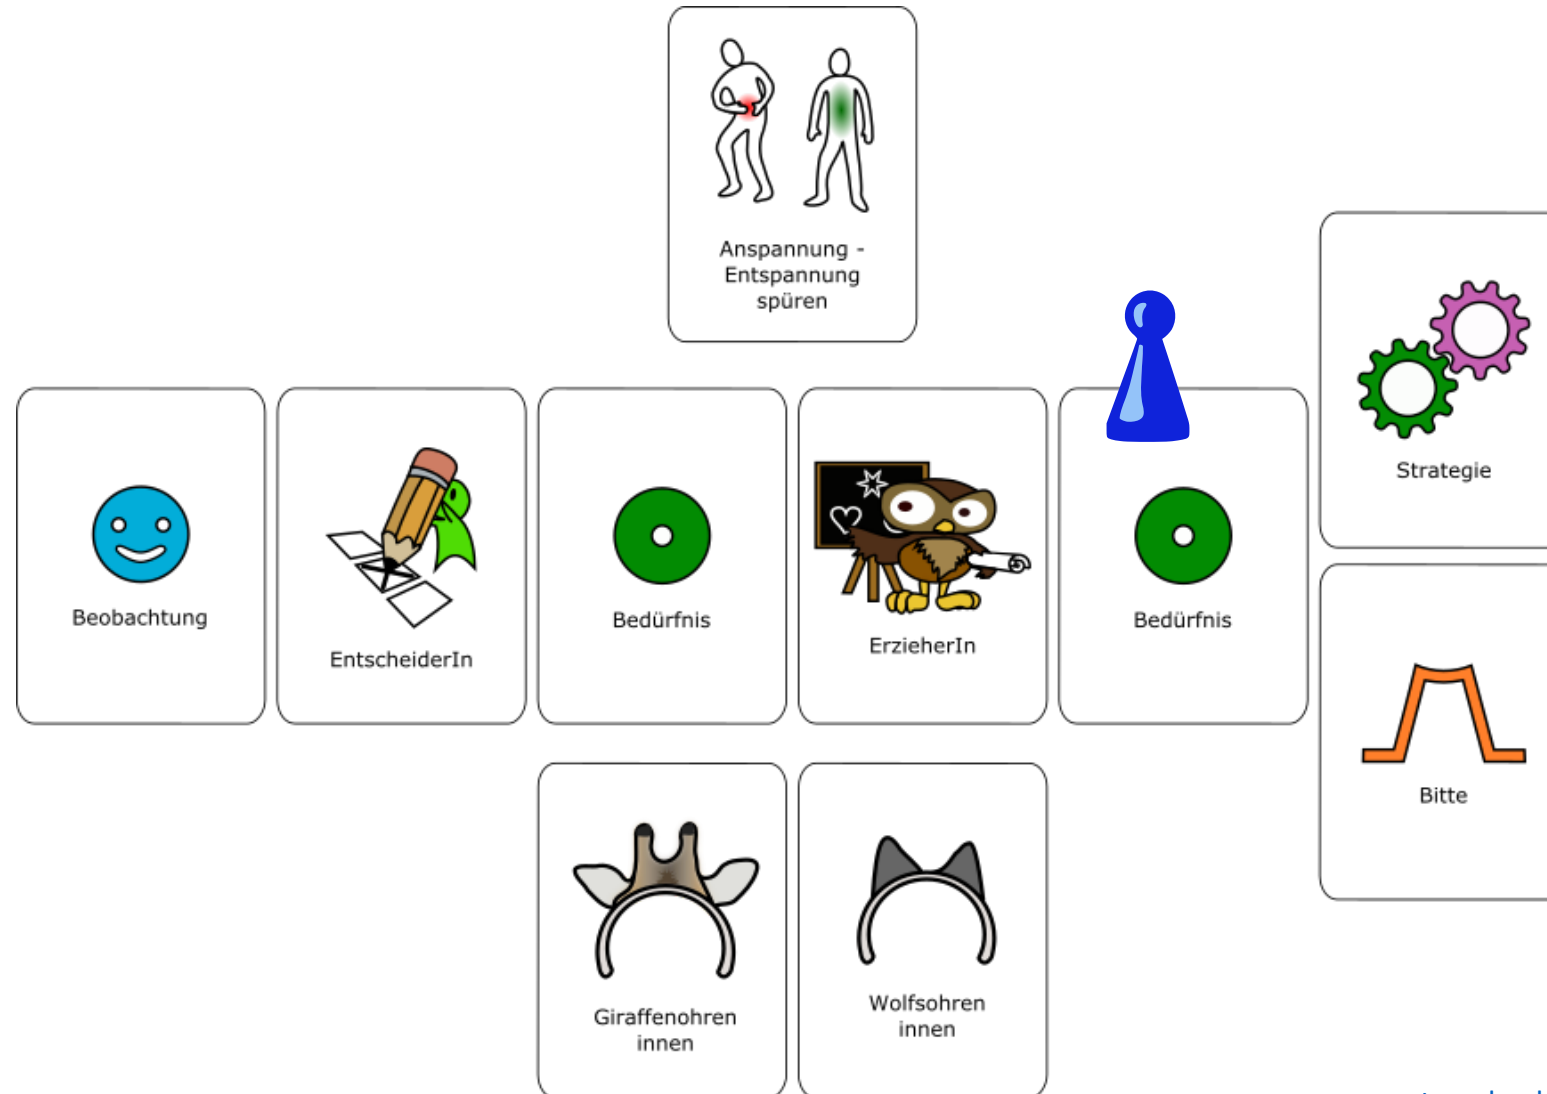 Anspannung -
Entspannung
spüren
Strategie
Beobachtung
EntscheiderIn
Bedürfnis
ErzieherIn
Bedürfnis
Bitte
Giraffenohren
innen
Wolfsohren
innen